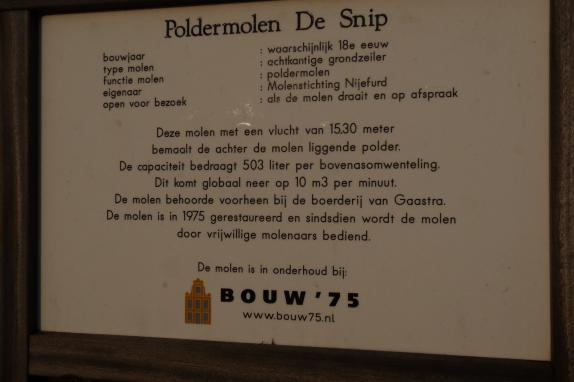 Poldermolen De Snip
bouwjaar : waarschijnlijk 18e eeuw
type molen : achtkantige grondzeiler
functie molen : poldermolen
eigenaar : Molenstichting Nijefurd
open voor bezoek : als de molen draait en op afspraak
Deze molen met een vlucht van 15.30 meter
bemaalt de achter de molen liggende polder.
De capaciteit bedraagt 503 liter per bovenasomwenteling.
Dit komt globaal neer op 10 m3 per minuut.
De molen behoorde voorheen bij de boerderij van Gaastra.
De molen is in 1975 gerestaureerd en sindsdien wordt de molen
door vrijwillige molenaars bediend.
De molen is in onderhoud bij:
BOUW '75
www.bouw75.nl